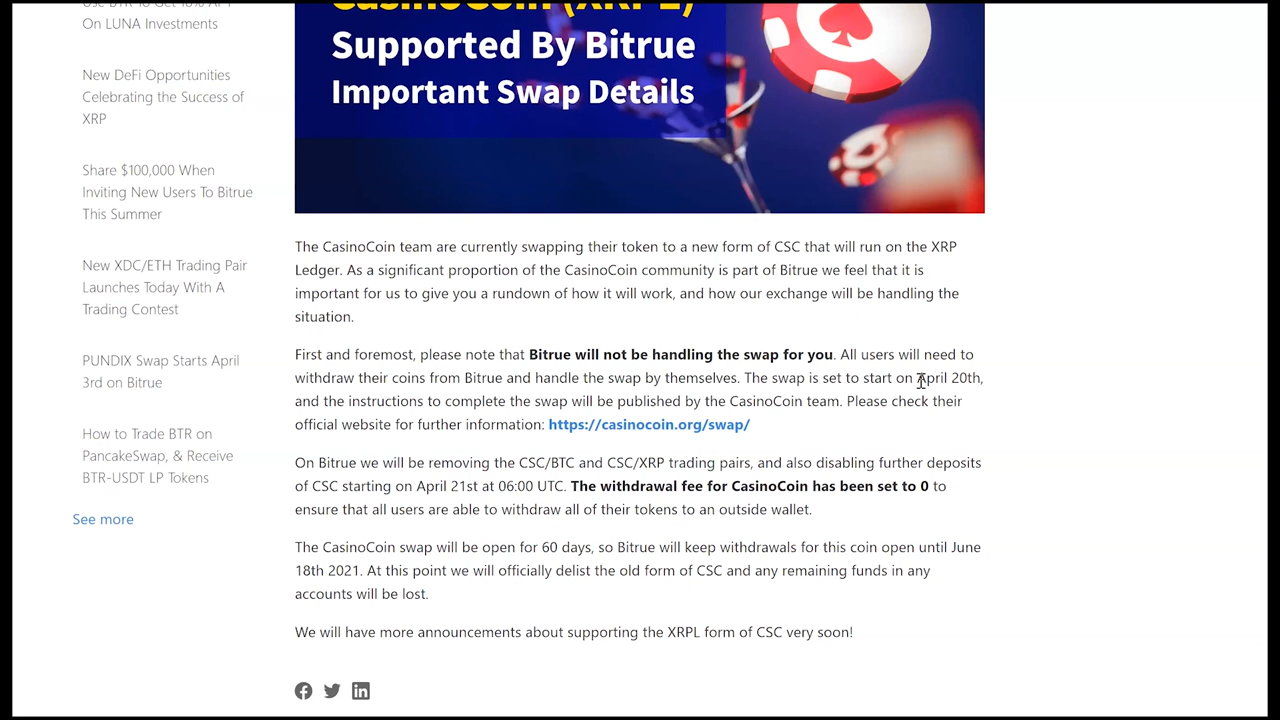 Use BTR To Get 10% APY
On LUNA Investments
New DeFi Opportunities
Celebrating the Success of
XRP
Share $100,000 When
Inviting New Users To Bitrue
This Summer
New XDC/ETH Trading Pair
Launches Today With A
Trading Contest
PUNDIX Swap Starts April
3rd on Bitrue
How to Trade BTR on
PancakeSwap, & Receive
BTR-USDT LP Tokens
See more
CasinoCoin (XRPL)
Supported By Bitrue
Important Swap Details
The CasinoCoin team are currently swapping their token to a new form of CSC that will run on the XRP
Ledger. As a significant proportion of the CasinoCoin community is part of Bitrue we feel that it is
important for us to give you a rundown of how it will work, and how our exchange will be handling the
situation.
First and foremost, please note that Bitrue will not be handling the swap for you. All users will need to
withdraw their coins from Bitrue and handle the swap by themselves. The swap is set to start on April 20th,
and the instructions to complete the swap will be published by the CasinoCoin team. Please check their
official website for further information: https://casinocoin.org/swap/
On Bitrue we will be removing the CSC/BTC and CSC/XRP trading pairs, and also disabling further deposits
of CSC starting on April 21st at 06:00 UTC. The withdrawal fee for CasinoCoin has been set to 0 to
ensure that all users are able to withdraw all of their tokens to an outside wallet.
The CasinoCoin swap will be open for 60 days, so Bitrue will keep withdrawals for this coin open until June
18th 2021. At this point we will officially delist the old form of CSC and any remaining funds in any
accounts will be lost.
We will have more announcements about supporting the XRPL form of CSC very soon!